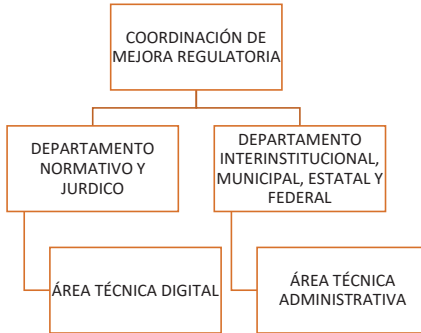 COORDINACIÓN DE
MEJORA REGULATORIA
DEPARTAMENTO
NORMATIVO Y
JURDICO
DEPARTAMENTO
INTERINSTITUCIONAL,
MUNICIPAL, ESTATAL Y
FEDERAL
ÁREA TÉCNICA DIGITAL
ÁREA TÉCNICA
ADMINISTRATIVA